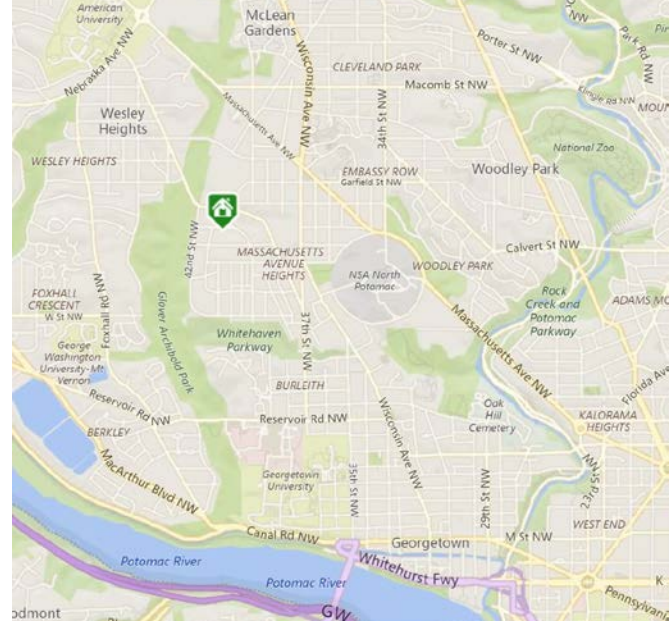 American
University
McLean
Gardens
Nebraska Ave NW
Wisconsin Ave NW
CLEVELAND PARK
Porter St NW
Park Rd NW
Macomb St NW
Klingle Rd NW
34th St NW
Massachusetts Ave NW
Wesley
Heights
WESLEY HEIGHTS
National Zoo
EMBASSY ROW
Garfield St NW
Woodley Park
42nd St NW
MASSACHUSETTS
AVENUE
HEIGHTS
Calvert St NW
WOODLEY PARK
NSA North
Potomac
FOXHALL
CRESCENT
W St NW
Foxhall Rd NW
Glover Archbold Park
Rock
Creek and
Potomac
Parkway
ADAMS MO
37th St NW
Whitehaven
Parkway
Massachusetts Ave NW
George
Washington
University-Mt
Vernon
BURLEITH
Florida Ave
Reservoir Rd NW
Reservoir Rd NW
Wisconsin Ave NW
Oak
Hill
Cemetery
KALORAMA
HEIGHTS
BERKLEY
MacArthur Blvd NW
Georgetown
University
35th St NW
29th St NW
23rd St NW
WEST END
Canal Rd NW
Georgetown
M St NW
Potomac River
Whitehurst Fwy
K
Potomac River
Pennsylvani
GW
odmont